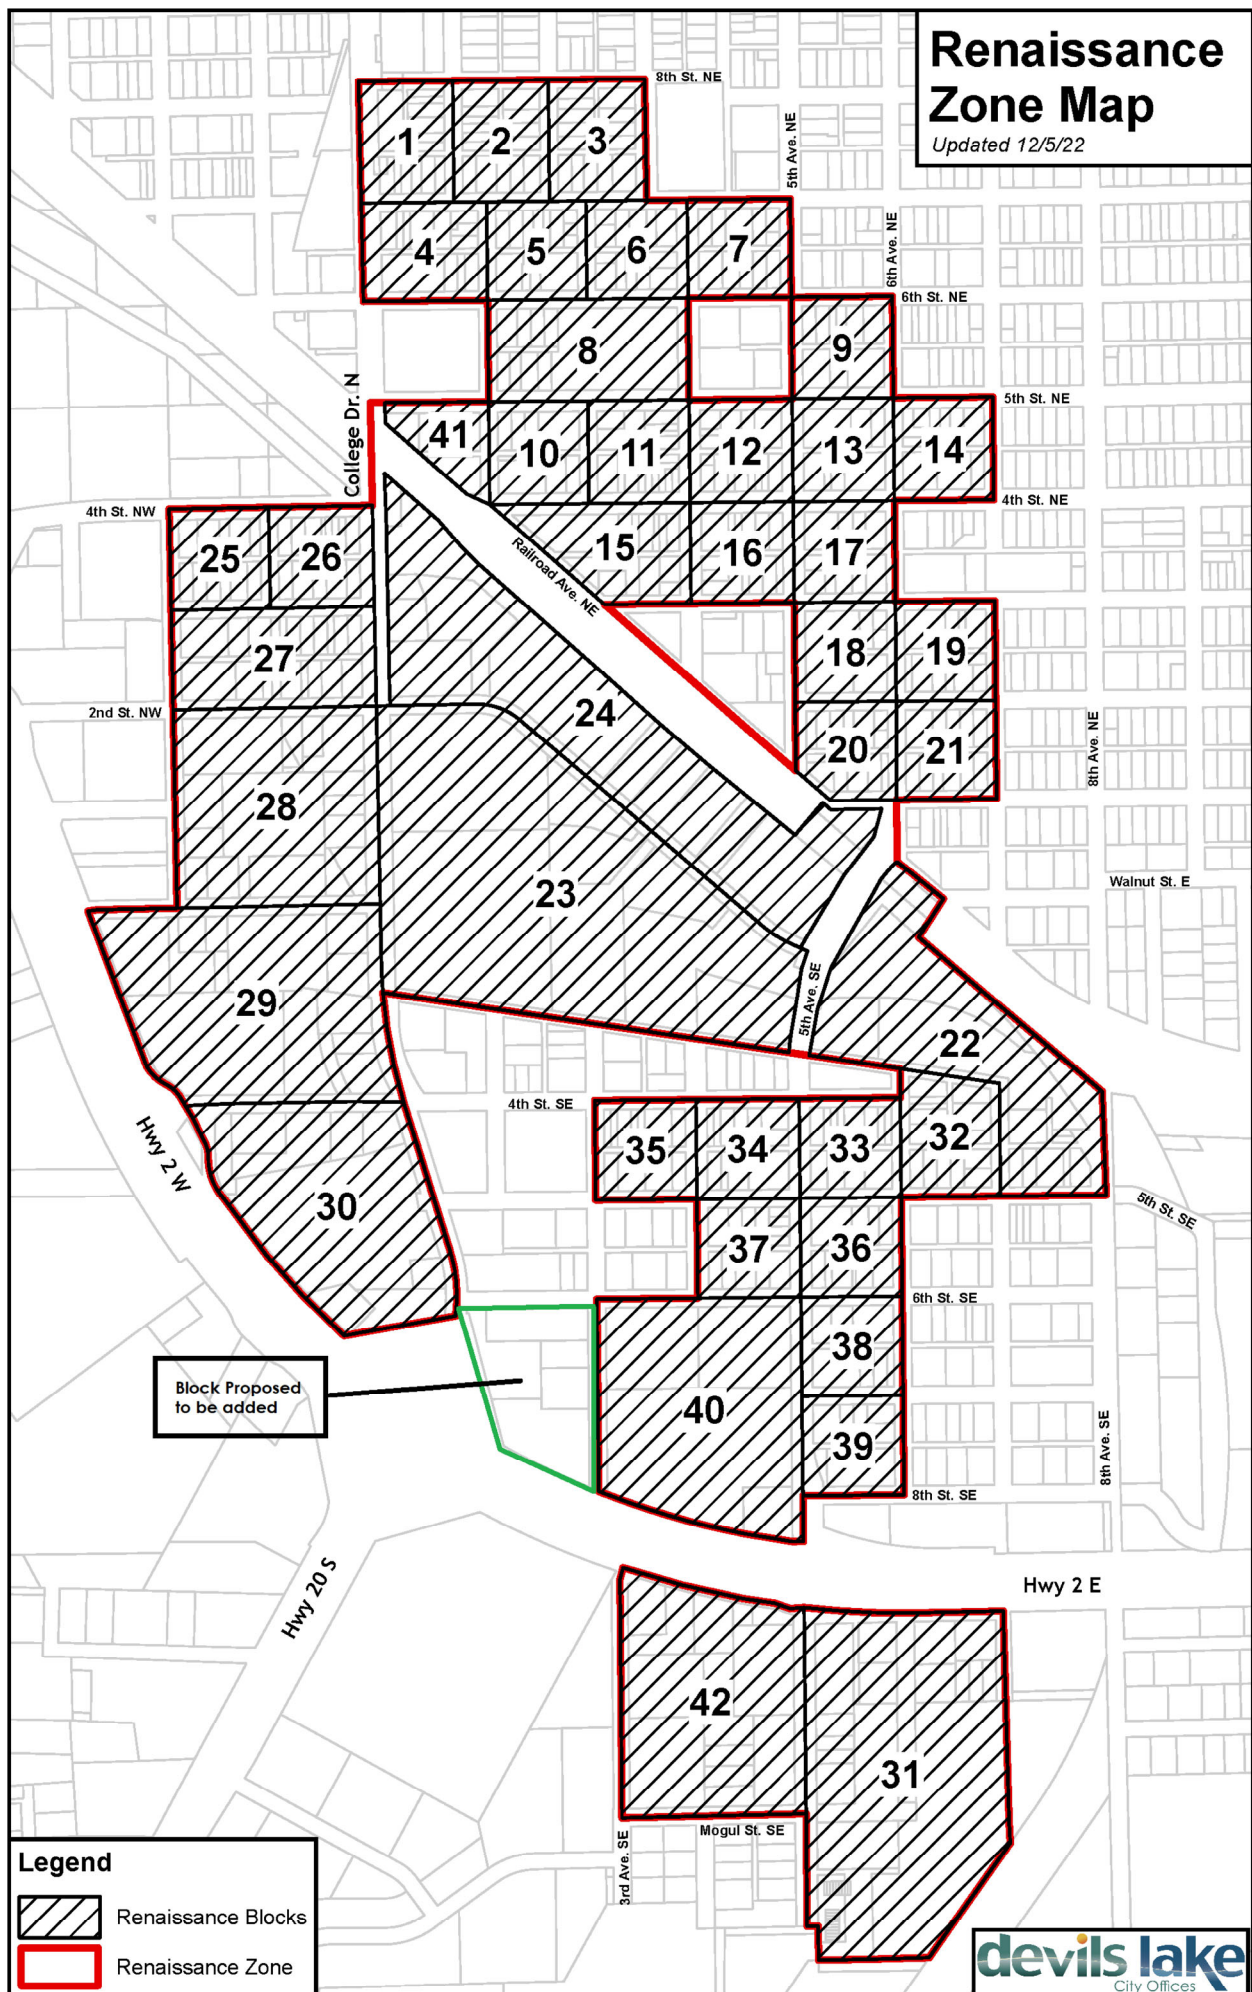 Renaissance
Zone Map
Updated 12/5/22
8th St. NE
5th Ave. NE
1
2
3
4
5
6
7
6th Ave. NE
6th St. NE
8
9
College Dr. N
5th St. NE
41
10
11
12
13
14
4th St. NE
4th St. NW
25
26
Railroad Ave. NE
15
16
17
27
18
19
2nd St. NW
24
20
21
8th Ave. NE
28
23
Walnut St. E
29
5th Ave. SE
22
4th St. SE
Hwy 2 W
35
34
33
32
30
5th St. SE
37
36
6th St. SE
38
Block Proposed
to be added
40
39
8th Ave. SE
8th St. SE
Hwy 20 S
Hwy 2 E
42
31
Mogul St. SE
3rd Ave. SE
Legend
Renaissance Blocks
Renaissance Zone
devils lake
City Offices